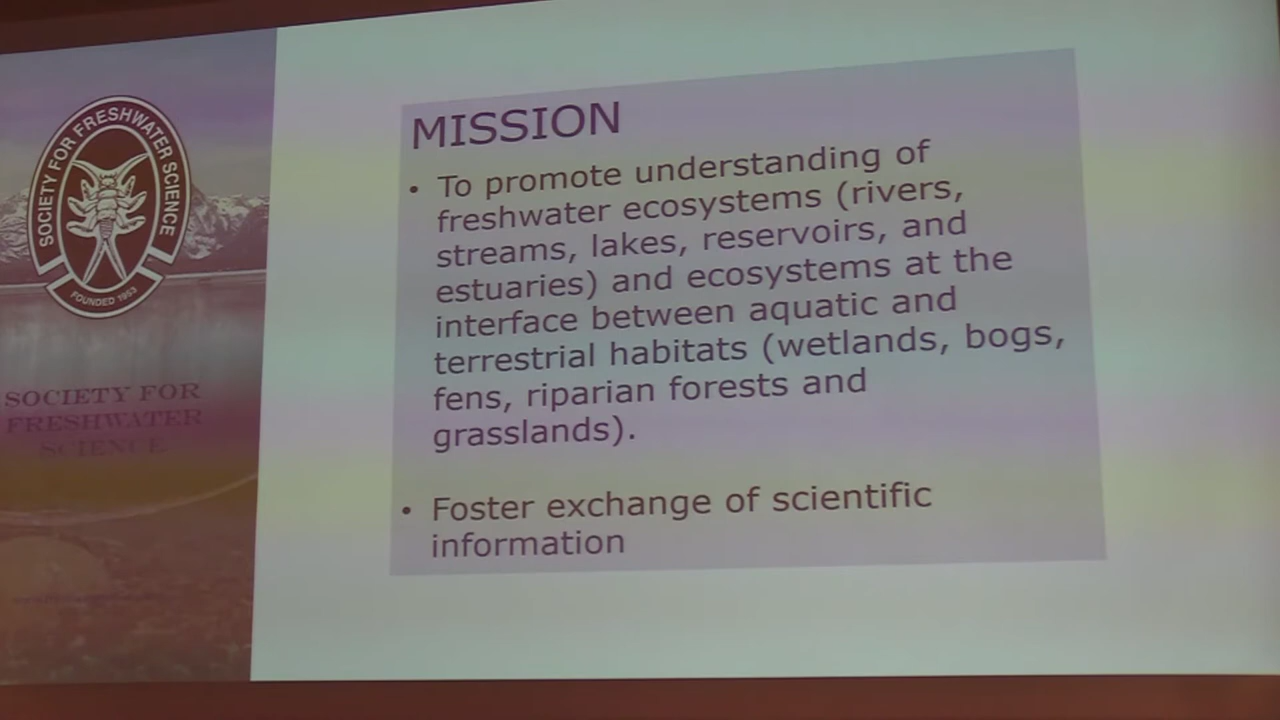 SOCIETY FOR FRESHWATER SCIENCE
FOUNDED 1953
SOCIETY FOR
FRESHWATER
SCIENCE
MISSION
• To promote understanding of
freshwater ecosystems (rivers,
streams, lakes, reservoirs, and
estuaries) and ecosystems at the
interface between aquatic and
terrestrial habitats (wetlands, bogs,
fens, riparian forests and
grasslands).
• Foster exchange of scientific
information